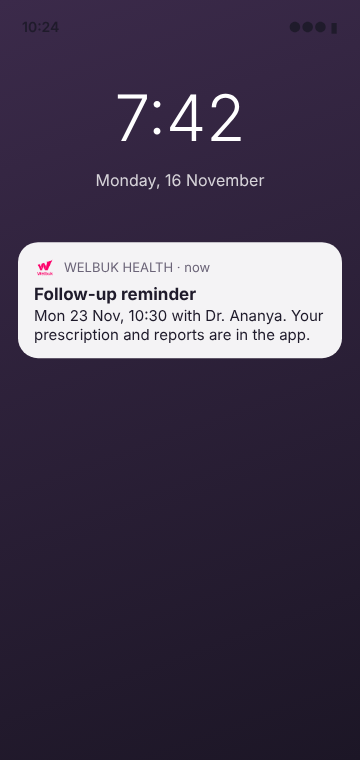 10:24
7:42
Monday, 16 November
Welbuk
WELBUK HEALTH · now
Follow-up reminder
Mon 23 Nov, 10:30 with Dr. Ananya. Your
prescription and reports are in the app.